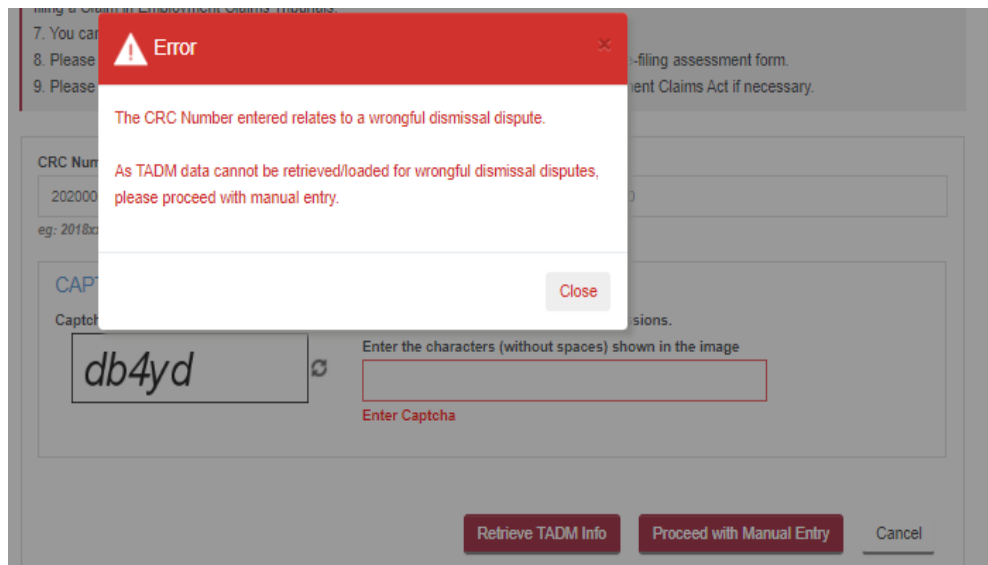 filing a Claim in Employment Claims Tribunals.
7. You can
8. Please -filing assessment form.
9. Please ent Claims Act if necessary.
Error
×
The CRC Number entered relates to a wrongful dismissal dispute.
As TADM data cannot be retrieved/loaded for wrongful dismissal disputes,
please proceed with manual entry.
Close
CRC Num
202000
eg: 2018x
CAPT
Captch sions.
db4yd
Enter the characters (without spaces) shown in the image
Enter Captcha
Retrieve TADM Info
Proceed with Manual Entry
Cancel